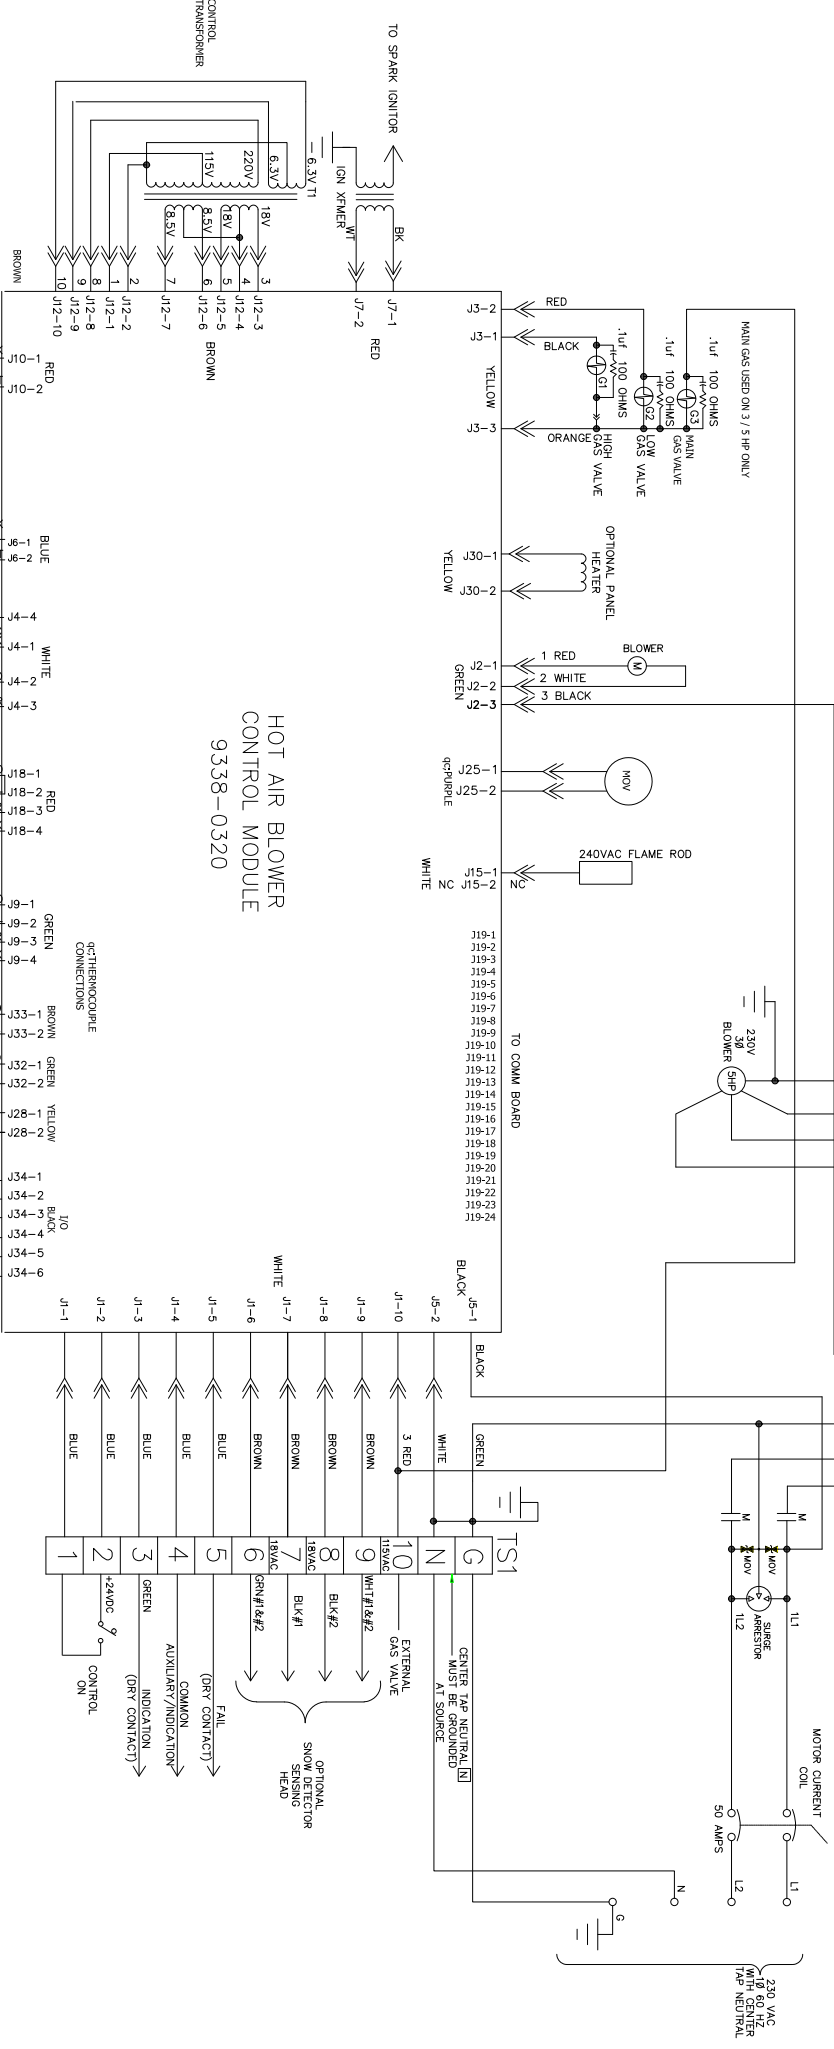 CONTROL
TRANSFORMER
TO SPARK IGNITOR
6.3V T1
6.3V
220V
115V
18V
18V
8.5V
8.5V
IGN XFMER
WT
BK
10
9
8
1
2
7
6
5
4
3
BROWN
J12-10
J12-9
J12-8
J12-1
J12-2
J12-7
J12-6
J12-5
J12-4
J12-3
BROWN
J7-2
J7-1
RED
J10-1
J10-2
RED
J6-1
J6-2
BLUE
J4-4
J4-1
J4-2
J4-3
WHITE
J18-1
J18-2
J18-3
J18-4
RED
J9-1
J9-2
J9-3
J9-4
GREEN
qc;THERMOCOUPLE
CONNECTIONS
J33-1
J33-2
BROWN
J32-1
J32-2
GREEN
J28-1
J28-2
YELLOW
J34-1
J34-2
J34-3
J34-4
J34-5
J34-6
I/O
BLACK
HOT AIR BLOWER
CONTROL MODULE
9338-0320
J3-2
J3-1
J3-3
YELLOW
RED
BLACK
ORANGE
.1uf 100 OHMS
.1uf 100 OHMS
.1uf 100 OHMS
G1
G2
G3
HIGH
GAS VALVE
LOW
GAS VALVE
MAIN
GAS VALVE
MAIN GAS USED ON 3 / 5 HP ONLY
J30-1
J30-2
YELLOW
OPTIONAL PANEL
HEATER
J2-1
J2-2
J2-3
GREEN
1 RED
2 WHITE
3 BLACK
BLOWER
M
J25-1
J25-2
qc;PURPLE
MOV
J15-1
NC J15-2 NC
WHITE
240VAC FLAME ROD
J19-1
J19-2
J19-3
J19-4
J19-5
J19-6
J19-7
J19-8
J19-9
J19-10
J19-11
J19-12
J19-13
J19-14
J19-15
J19-16
J19-17
J19-18
J19-19
J19-20
J19-21
J19-22
J19-23
J19-24
TO COMM BOARD
230V
3Ø
BLOWER
5HP
WHITE
BLACK
J1-1
J1-2
J1-3
J1-4
J1-5
J1-6
J1-7
J1-8
J1-9
J1-10
J5-2
J5-1
BLACK
BLUE
BLUE
BLUE
BLUE
BLUE
BROWN
BROWN
BROWN
BROWN
3 RED
WHITE
GREEN
TS1
1
2
3
4
5
6
7
18VAC
8
18VAC
9
10
115VAC
N
G
+24VDC
CONTROL
ON
GREEN
INDICATION
(DRY CONTACT)
COMMON
AUXILIARY/INDICATION
FAIL
(DRY CONTACT)
GRN#1&#2
BLK#1
BLK#2
WHT#1&#2
OPTIONAL
SNOW DETECTOR
SENSING
HEAD
EXTERNAL
GAS VALVE
CENTER TAP NEUTRAL N
MUST BE GROUNDED
AT SOURCE
M
M
MOV
MOV
SURGE
ARRESTOR
1L1
1L2
MOTOR CURRENT
COIL
50 AMPS
L1
L2
N
G
230 VAC
1Ø 60 HZ
WITH CENTER
TAP NEUTRAL